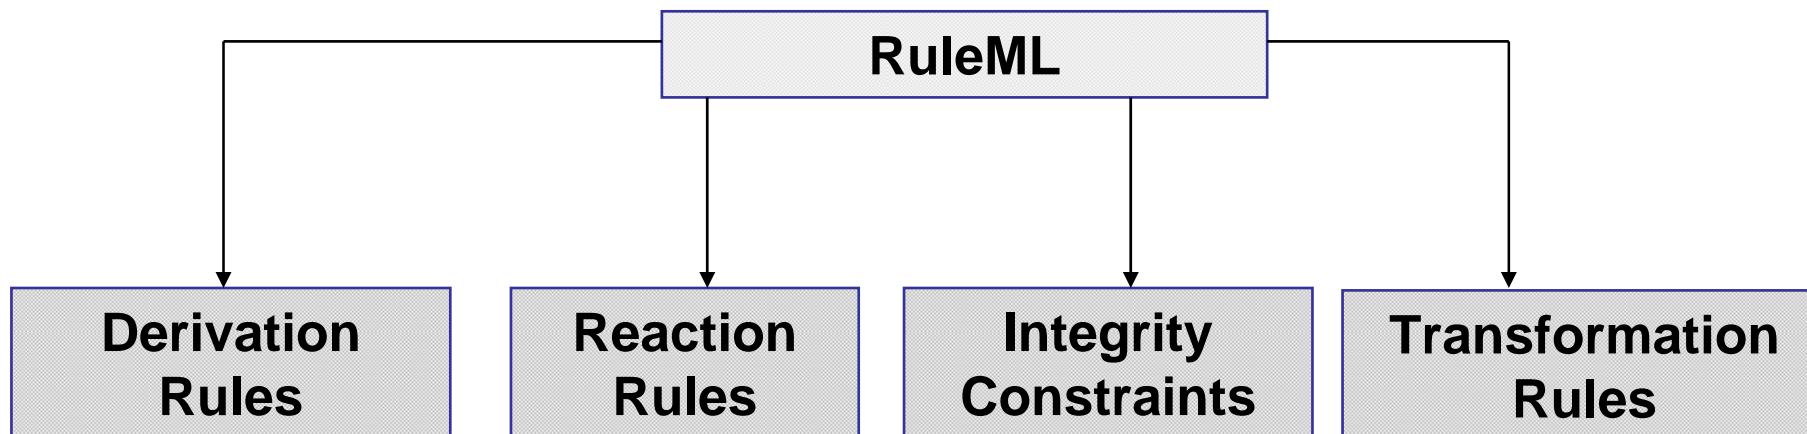 RuleML
Derivation
Rules
Reaction
Rules
Integrity
Constraints
Transformation
Rules